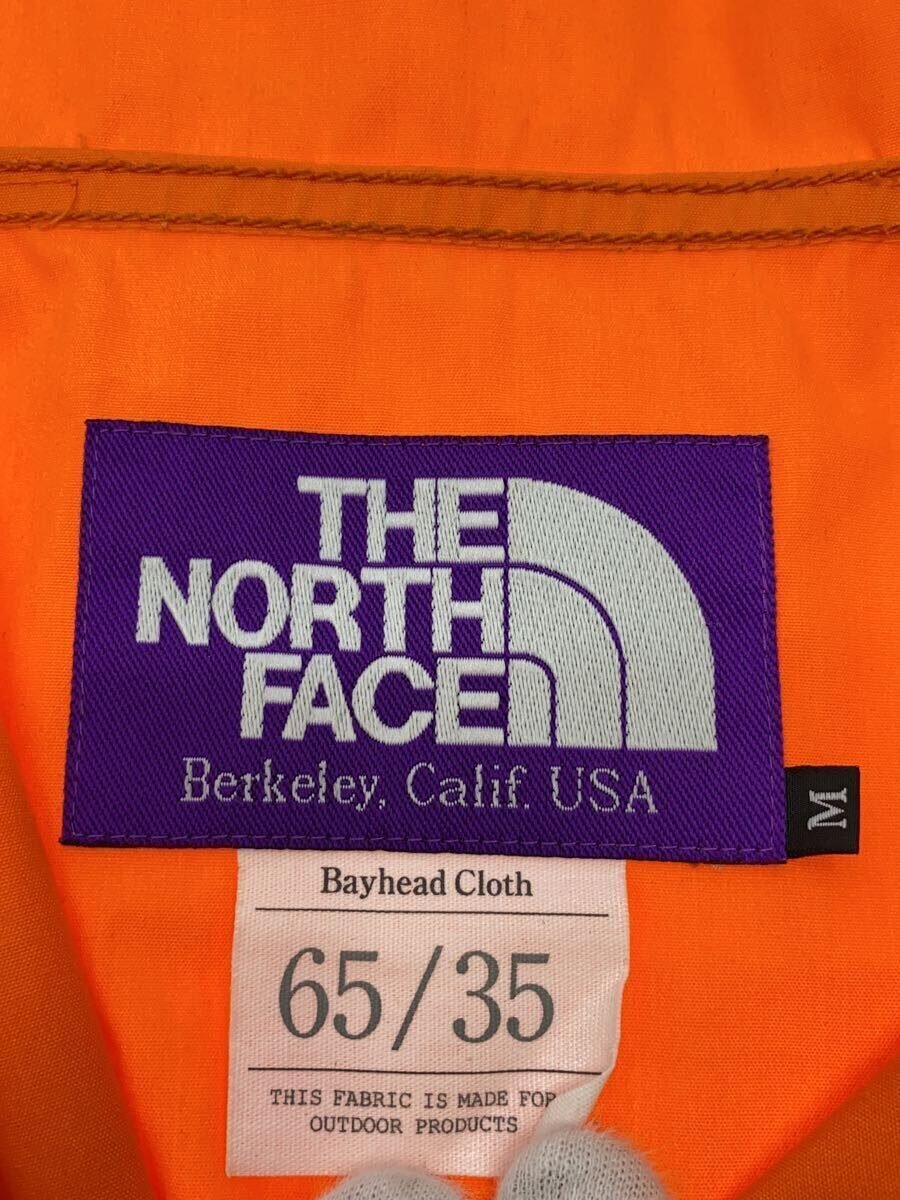 THE
NORTH
FACE
Berkeley, Calif. USA
M
Bayhead Cloth
65/35
THIS FABRIC IS MADE FOR
OUTDOOR PRODUCTS